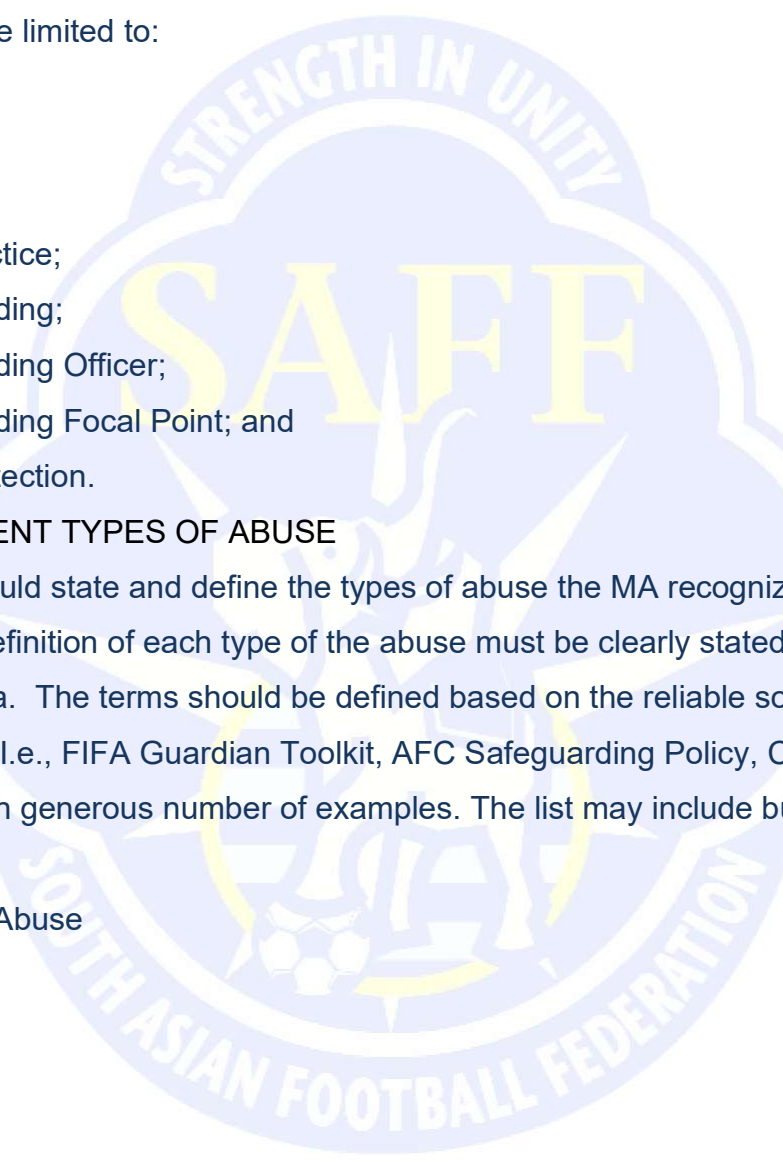 e limited to:
STRENGTH IN UNITY
ctice;
ding;
SAFF
ding Officer;
ding Focal Point; and
tection.
ENT TYPES OF ABUSE
uld state and define the types of abuse the MA recogniz
efinition of each type of the abuse must be clearly stated
a. The terms should be defined based on the reliable so
I.e., FIFA Guardian Toolkit, AFC Safeguarding Policy, C
n generous number of examples. The list may include bu
Abuse
SOUTH ASIAN FOOTBALL FEDERATION